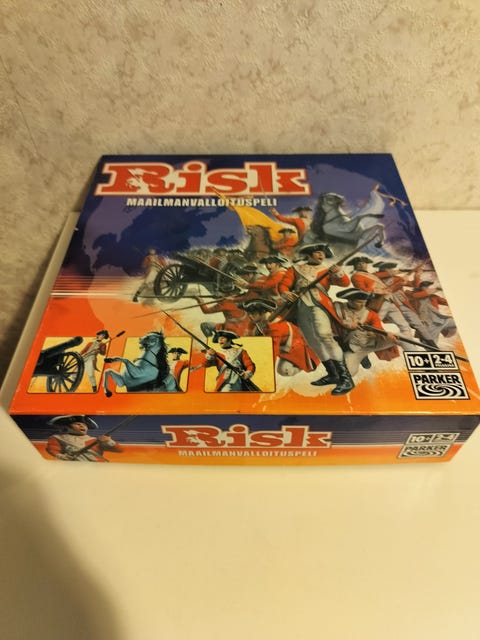 Risk
MAAILMANVALLOITUSPELI
10+ 2-4
PARKER
Risk
MAAILMANVALLOITUSPELI
10+ 2-4
PARKER